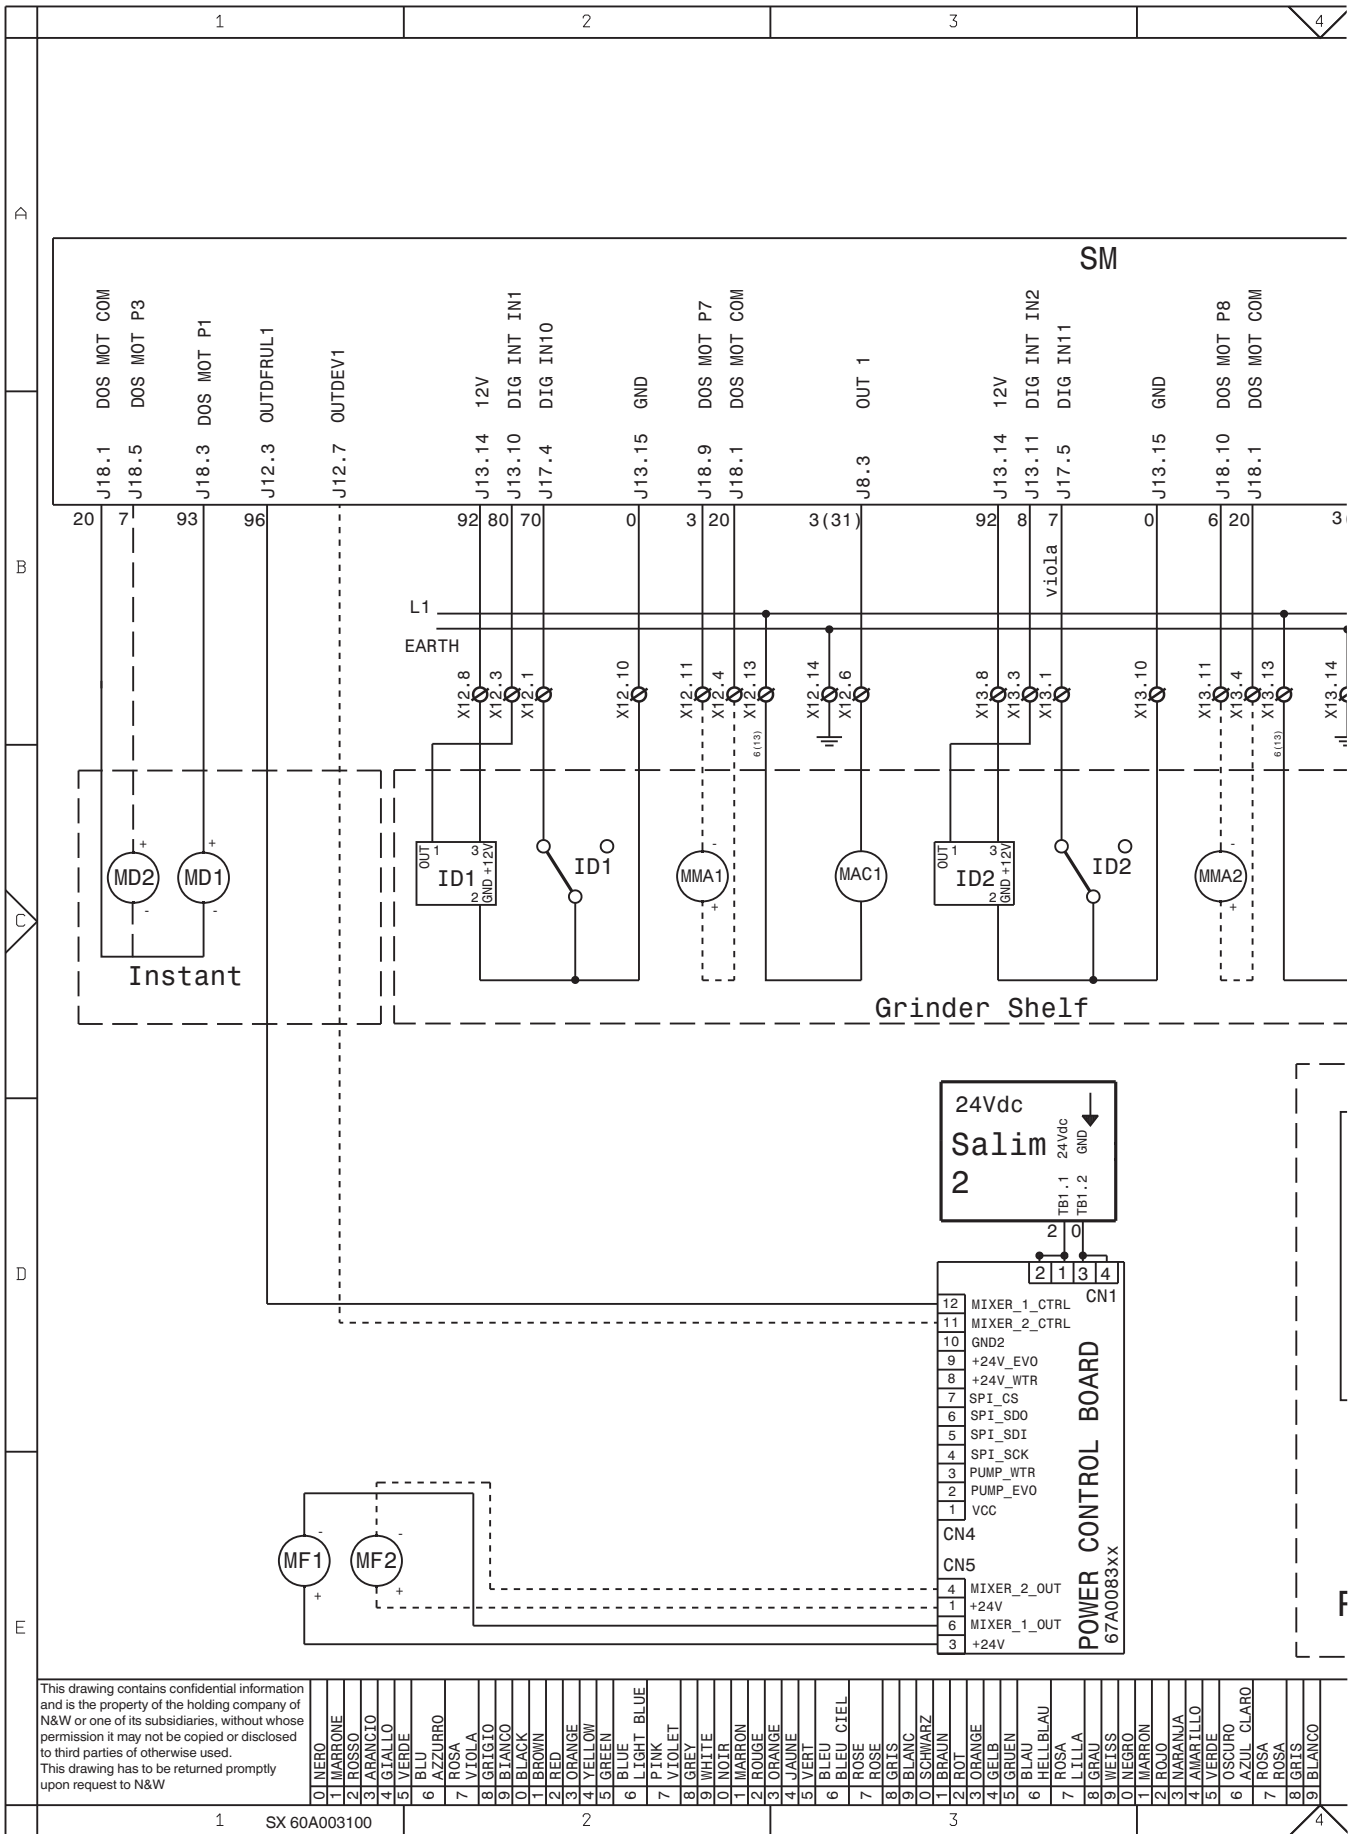 1 2 3 4
A
SM
J18.1 DOS MOT COM
J18.5 DOS MOT P3
J18.3 DOS MOT P1
J12.3 OUTDFRUL1
J12.7 OUTDEV1
J13.14 12V
J13.10 DIG INT IN1
J17.4 DIG IN10
J13.15 GND
J18.9 DOS MOT P7
J18.1 DOS MOT COM
J8.3 OUT 1
J13.14 12V
J13.11 DIG INT IN2
J17.5 DIG IN11
J13.15 GND
J18.10 DOS MOT P8
J18.1 DOS MOT COM
20 7 93 96 92 80 70 0 3 20 3(31) 92 8 7 0 6 20 3(
B
viola
L1
EARTH
X12.8
X12.3
X12.1
X12.10
X12.11
X12.4
X12.13
X12.14
X12.6
X13.8
X13.3
X13.1
X13.10
X13.11
X13.4
X13.13
X13.14
6(13)
6(13)
C
MD2 + -
MD1 + -
Instant
OUT 1 3 +12V
ID1
2 GND
ID1
MMA1 - +
MAC1
OUT 1 3 +12V
ID2
2 GND
ID2
MMA2 - +
Grinder Shelf
D
24Vdc
Salim
2
TB1.1 24Vdc
TB1.2 GND
2 0
2 1 3 4
CN1
12 MIXER_1_CTRL
11 MIXER_2_CTRL
10 GND2
9 +24V_EVO
8 +24V_WTR
7 SPI_CS
6 SPI_SDO
5 SPI_SDI
4 SPI_SCK
3 PUMP_WTR
2 PUMP_EVO
1 VCC
CN4
CN5
4 MIXER_2_OUT
1 +24V
6 MIXER_1_OUT
3 +24V
POWER CONTROL BOARD
67A0083xx
E
MF1 - +
MF2 - +
This drawing contains confidential information
and is the property of the holding company of
N&W or one of its subsidiaries, without whose
permission it may not be copied or disclosed
to third parties of otherwise used.
This drawing has to be returned promptly
upon request to N&W
0 NERO
1 MARRONE
2 ROSSO
3 ARANCIO
4 GIALLO
5 VERDE
6 BLU
AZZURRO
7 ROSA
VIOLA
8 GRIGIO
9 BIANCO
0 BLACK
1 BROWN
2 RED
3 ORANGE
4 YELLOW
5 GREEN
6 BLUE
LIGHT BLUE
7 PINK
VIOLET
8 GREY
9 WHITE
0 NOIR
1 MARRON
2 ROUGE
3 ORANGE
4 JAUNE
5 VERT
6 BLEU
BLEU CIEL
7 ROSE
ROSE
8 GRIS
9 BLANC
0 SCHWARZ
1 BRAUN
2 ROT
3 ORANGE
4 GELB
5 GRUEN
6 BLAU
HELLBLAU
7 ROSA
LILLA
8 GRAU
9 WEISS
0 NEGRO
1 MARRON
2 ROJO
3 NARANJA
4 AMARILLO
5 VERDE
6 OSCURO
AZUL CLARO
7 ROSA
ROSA
8 GRIS
9 BLANCO
1 SX 60A003100 2 3 4